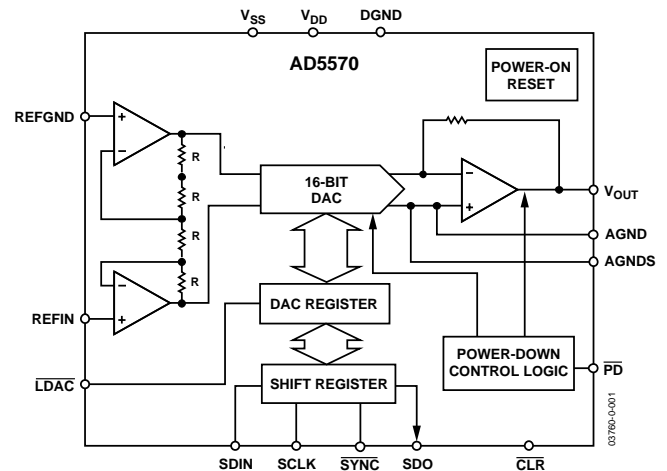 VSS
VDD
DGND
AD5570
POWER-ON
RESET
REFGND
+
−
R
R
R
R
16-BIT
DAC
−
+
VOUT
AGND
AGNDS
−
+
REFIN
DAC REGISTER
LDAC
SHIFT REGISTER
POWER-DOWN
CONTROL LOGIC
PD
03760-0-001
SDIN
SCLK
SYNC
SDO
CLR